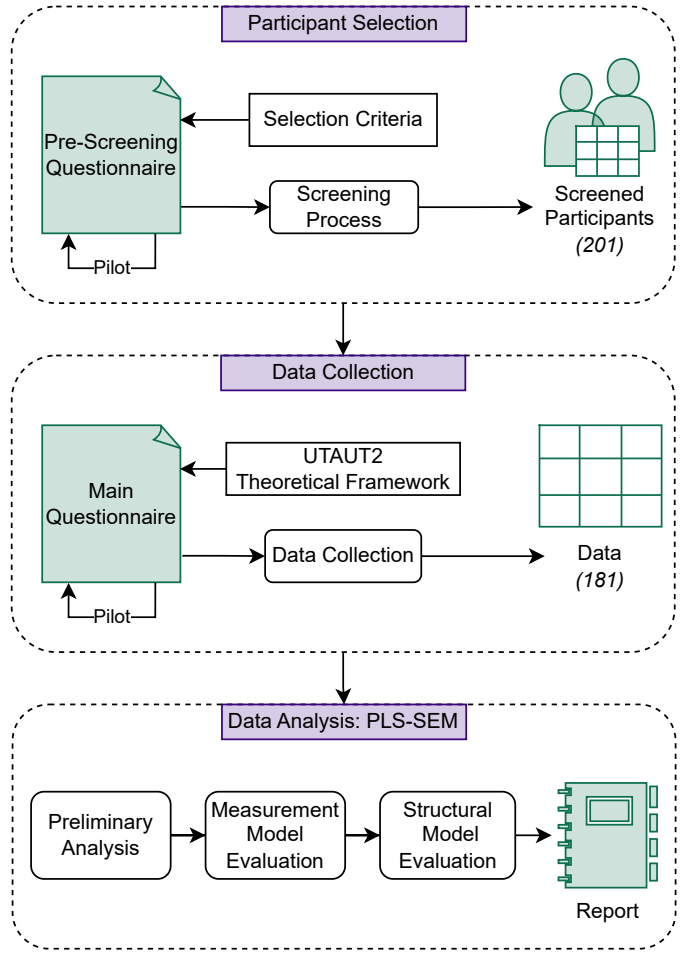 Participant Selection
Selection Criteria
Pre-Screening
Questionnaire
Screening
Process
Screened
Participants
(201)
Pilot
Data Collection
UTAUT2
Theoretical Framework
Main
Questionnaire
Data Collection
Data
(181)
Pilot
Data Analysis: PLS-SEM
Preliminary
Analysis
Measurement
Model
Evaluation
Structural
Model
Evaluation
Report